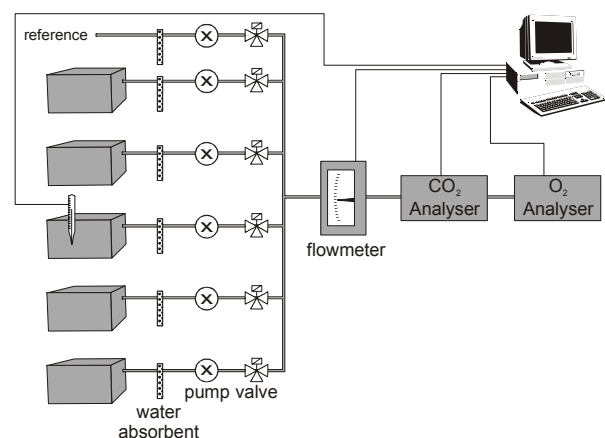 reference
CO₂
Analyser
O₂
Analyser
flowmeter
pump valve
water
absorbent